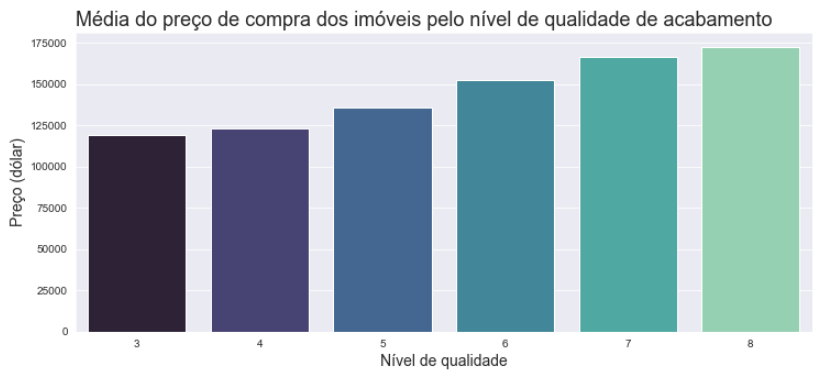 Média do preço de compra dos imóveis pelo nível de qualidade de acabamento
175000
150000
125000
100000
75000
50000
25000
0
Preço (dólar)
3 4 5 6 7 8
Nível de qualidade